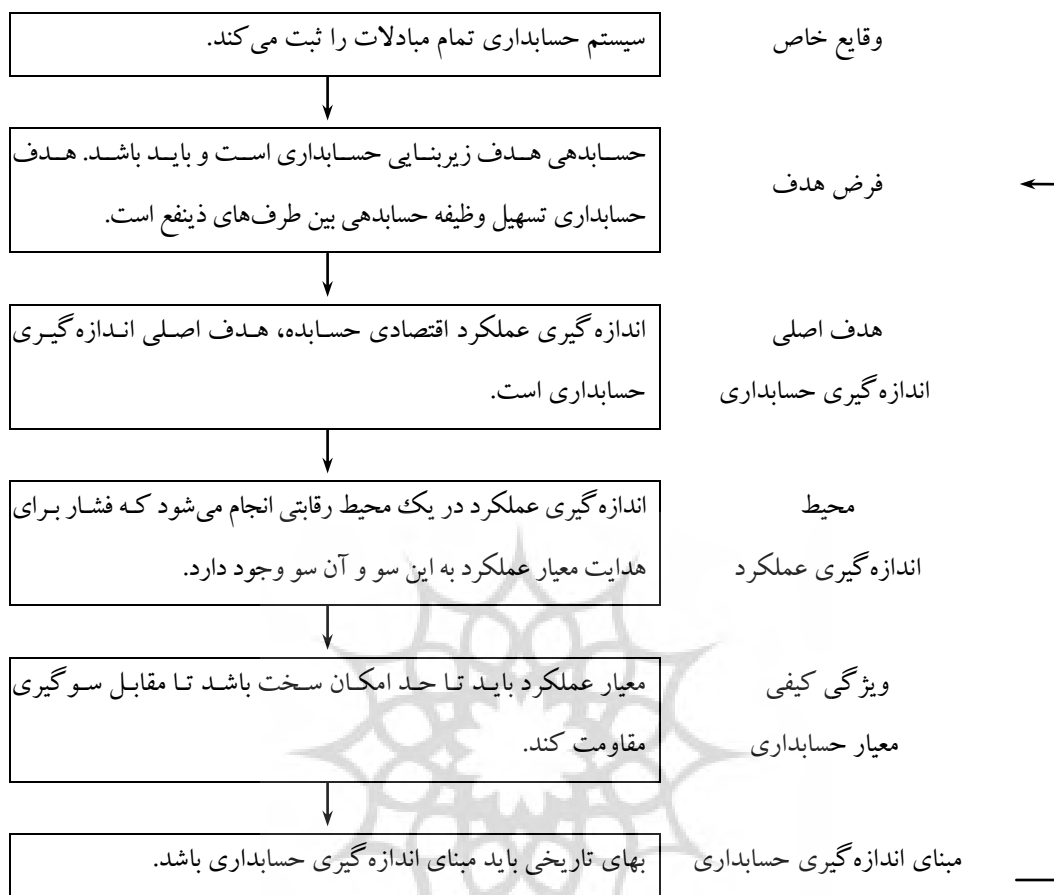 وقایع خاص
سیستم حسابداری تمام مبادلات را ثبت می‌کند.
فرض هدف
حسابدهی هدف زیربنایی حسابداری است و باید باشد. هدف
حسابداری تسهیل وظیفه حسابدهی بین طرف‌های ذینفع است.
هدف اصلی
اندازه‌گیری حسابداری
اندازه‌گیری عملکرد اقتصادی حسابده، هدف اصلی اندازه‌گیری
حسابداری است.
محیط
اندازه‌گیری عملکرد
اندازه‌گیری عملکرد در یک محیط رقابتی انجام می‌شود که فشار برای
هدایت معیار عملکرد به این سو و آن سو وجود دارد.
ویژگی کیفی
معیار حسابداری
معیار عملکرد باید تا حد امکان سخت باشد تا مقابل سوگیری
مقاومت کند.
مبنای اندازه‌گیری حسابداری
بهای تاریخی باید مبنای اندازه‌گیری حسابداری باشد.